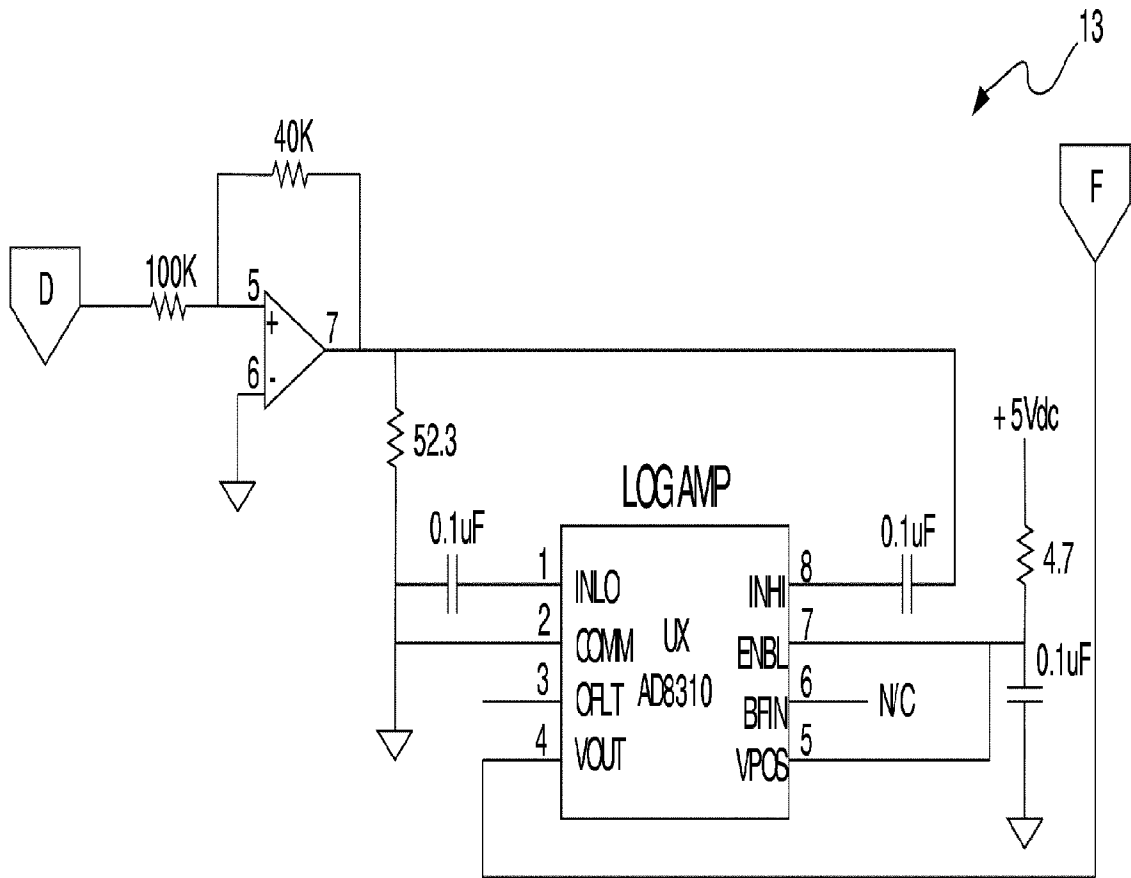 13
40K
F
D
100K
5
+
7
6
-
52.3
+5Vdc
LOG AMP
0.1uF
0.1uF
4.7
1
INLO
INHI
8
2
COMM
UX
ENBL
7
0.1uF
3
OFLT
AD8310
BFIN
6
N/C
4
VOUT
VPOS
5